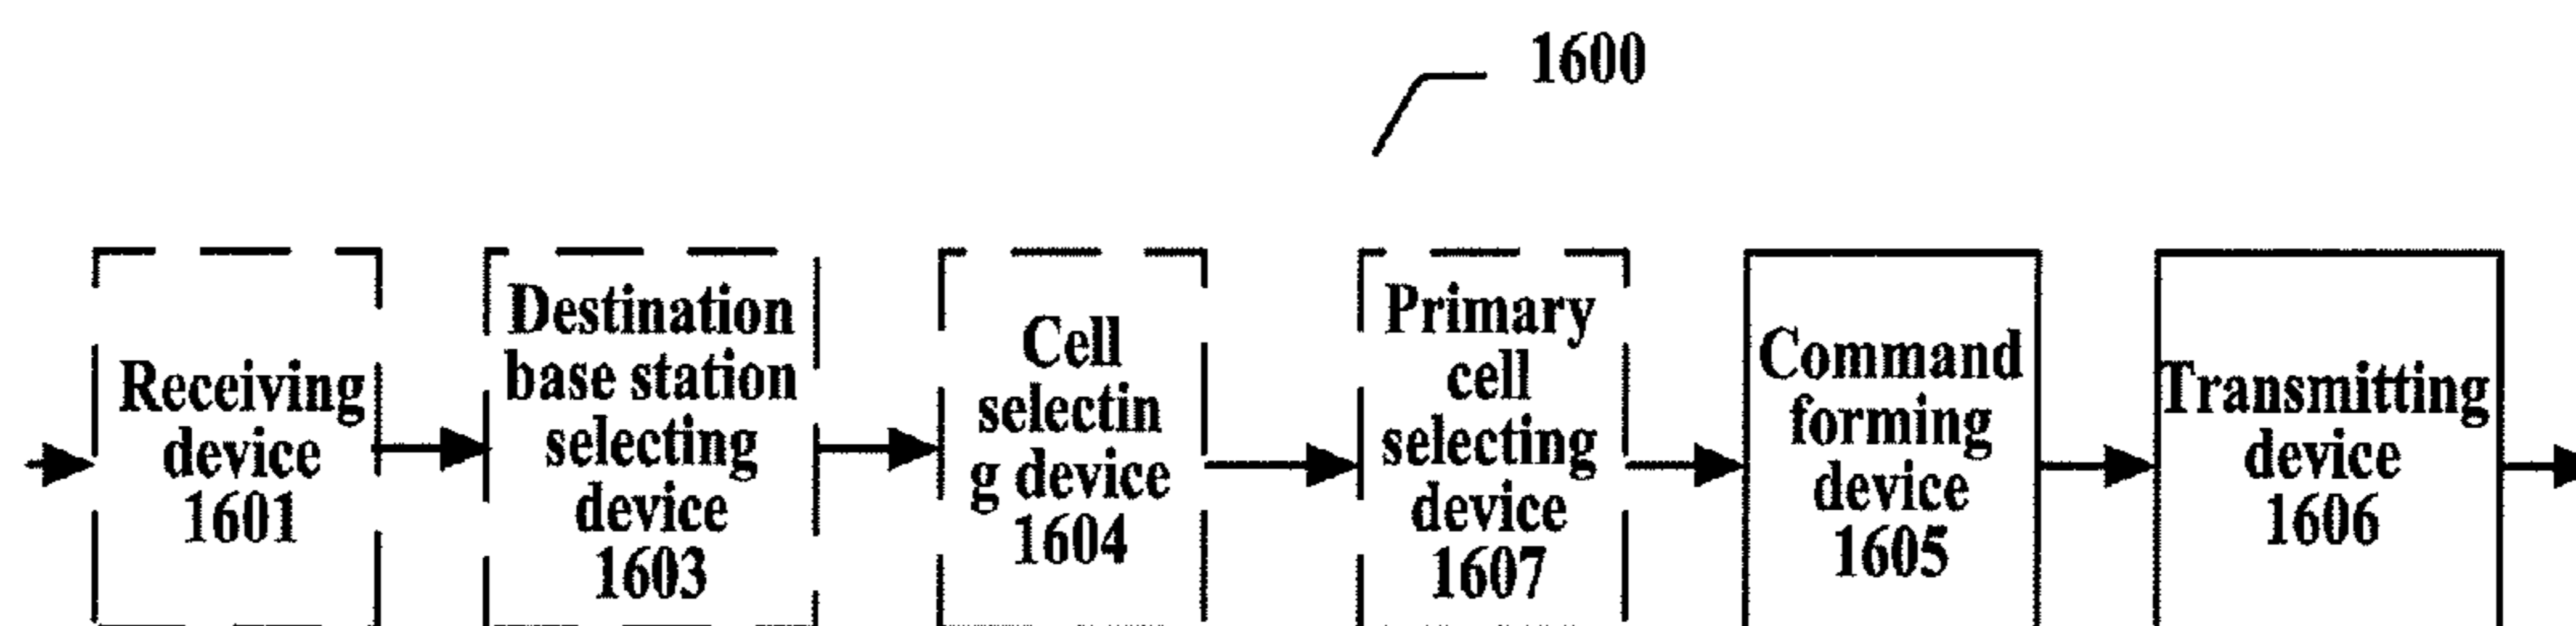 1600
Receiving
device
1601
Destination
base station
selecting
device
1603
Cell
selectin
g device
1604
Primary
cell
selecting
device
1607
Command
forming
device
1605
Transmitting
device
1606